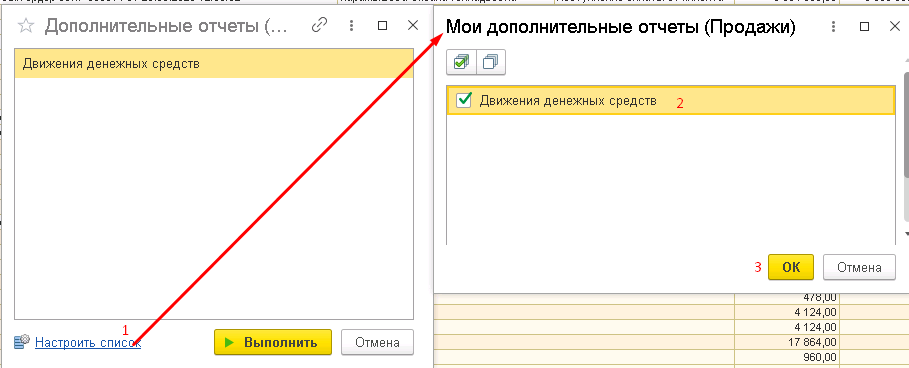 Дополнительные отчеты (...
Движения денежных средств
1
Настроить список
Выполнить
Отмена
Мои дополнительные отчеты (Продажи)
Движения денежных средств 2
3 ОК Отмена
478,00
4 124,00
4 124,00
17 864,00
960,00